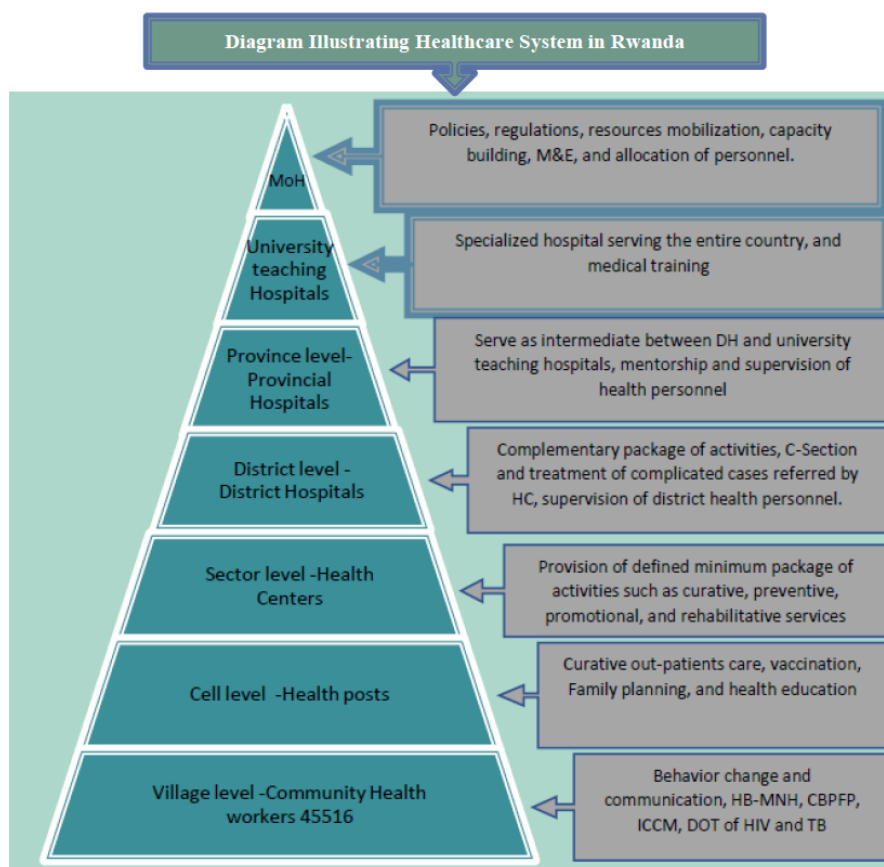 Diagram Illustrating Healthcare System in Rwanda
MoH
Policies, regulations, resources mobilization, capacity
building, M&E, and allocation of personnel.
University
teaching
Hospitals
Specialized hospital serving the entire country, and
medical training
Province level-
Provincial
Hospitals
Serve as intermediate between DH and university
teaching hospitals, mentorship and supervision of
health personnel
District level -
District Hospitals
Complementary package of activities, C-Section
and treatment of complicated cases referred by
HC, supervision of district health personnel.
Sector level -Health
Centers
Provision of defined minimum package of
activities such as curative, preventive,
promotional, and rehabilitative services
Cell level -Health posts
Curative out-patients care, vaccination,
Family planning, and health education
Village level -Community Health
workers 45516
Behavior change and
communication, HB-MNH, CBPFP,
ICCM, DOT of HIV and TB